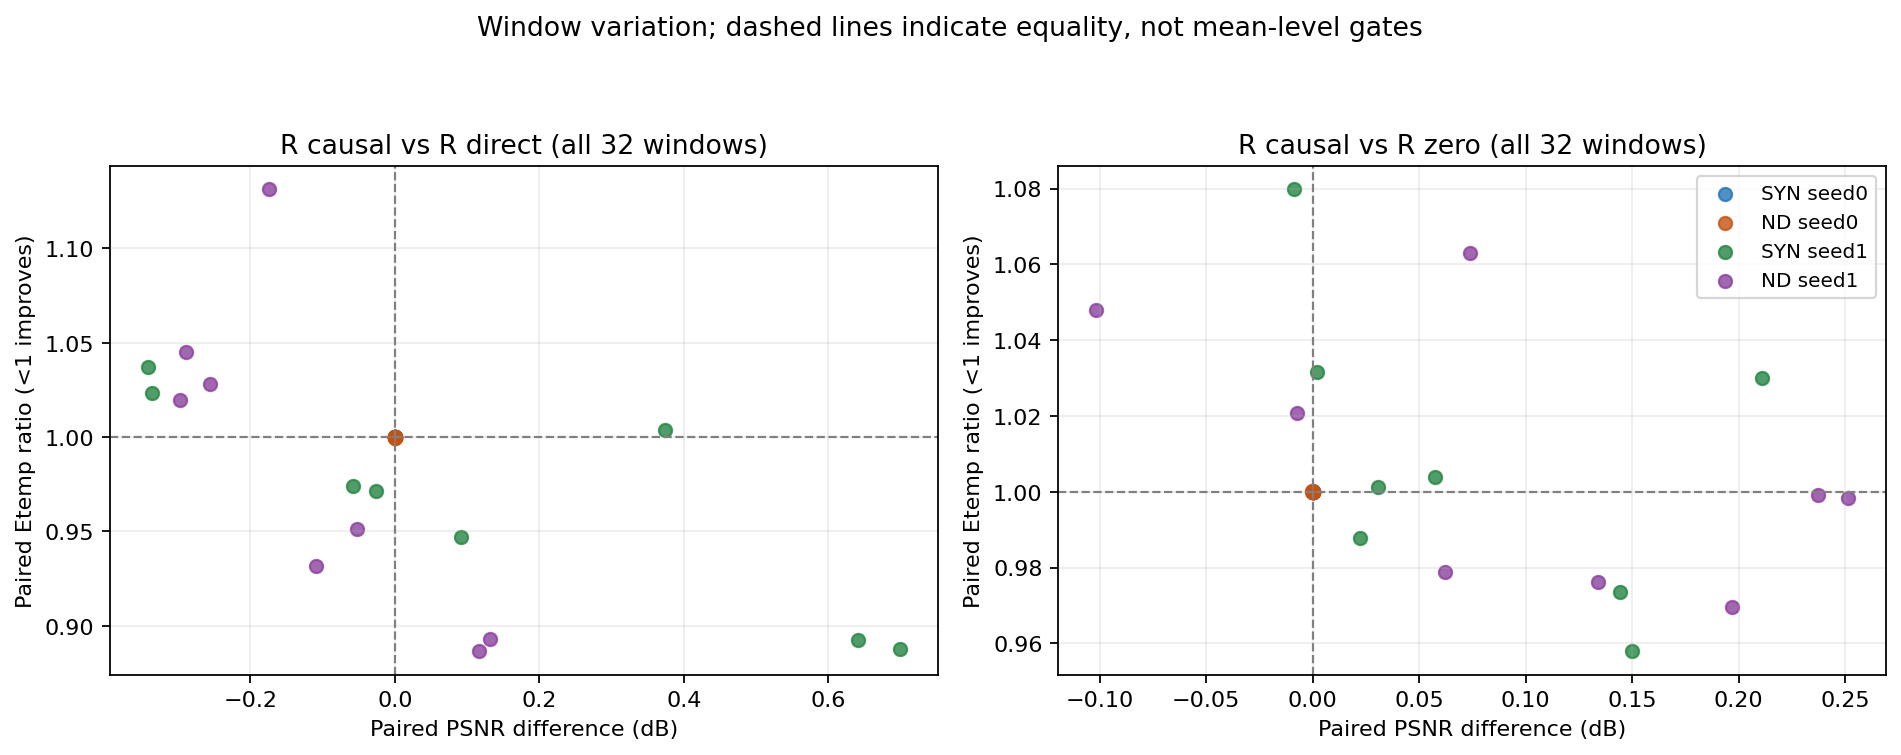 Window variation; dashed lines indicate equality, not mean-level gates
R causal vs R direct (all 32 windows)
Paired Etemp ratio (<1 improves)
1.10
1.05
1.00
0.95
0.90
−0.2
0.0
0.2
0.4
0.6
Paired PSNR difference (dB)
R causal vs R zero (all 32 windows)
SYN seed0
ND seed0
SYN seed1
ND seed1
Paired Etemp ratio (<1 improves)
1.08
1.06
1.04
1.02
1.00
0.98
0.96
−0.10
−0.05
0.00
0.05
0.10
0.15
0.20
0.25
Paired PSNR difference (dB)